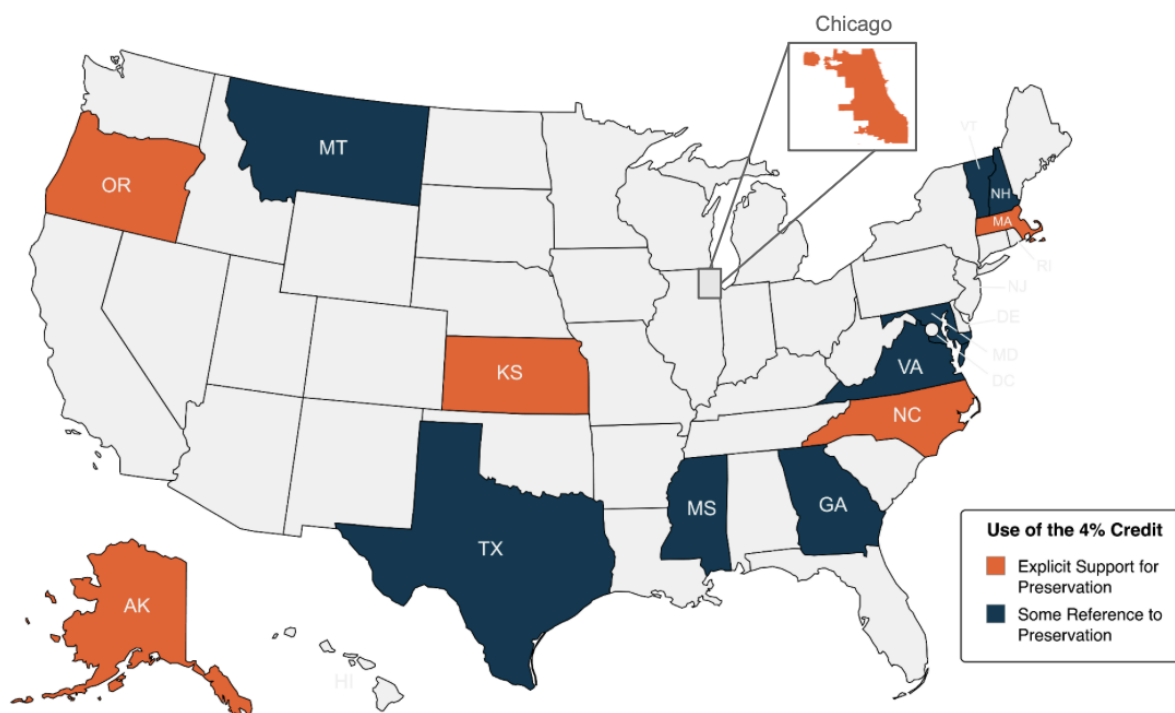 Chicago
VT
MT
OR
NH
MA
RI
NJ
DE
MD
DC
VA
KS
NC
MS
GA
TX
AK
HI
Use of the 4% Credit
Explicit Support for
Preservation
Some Reference to
Preservation